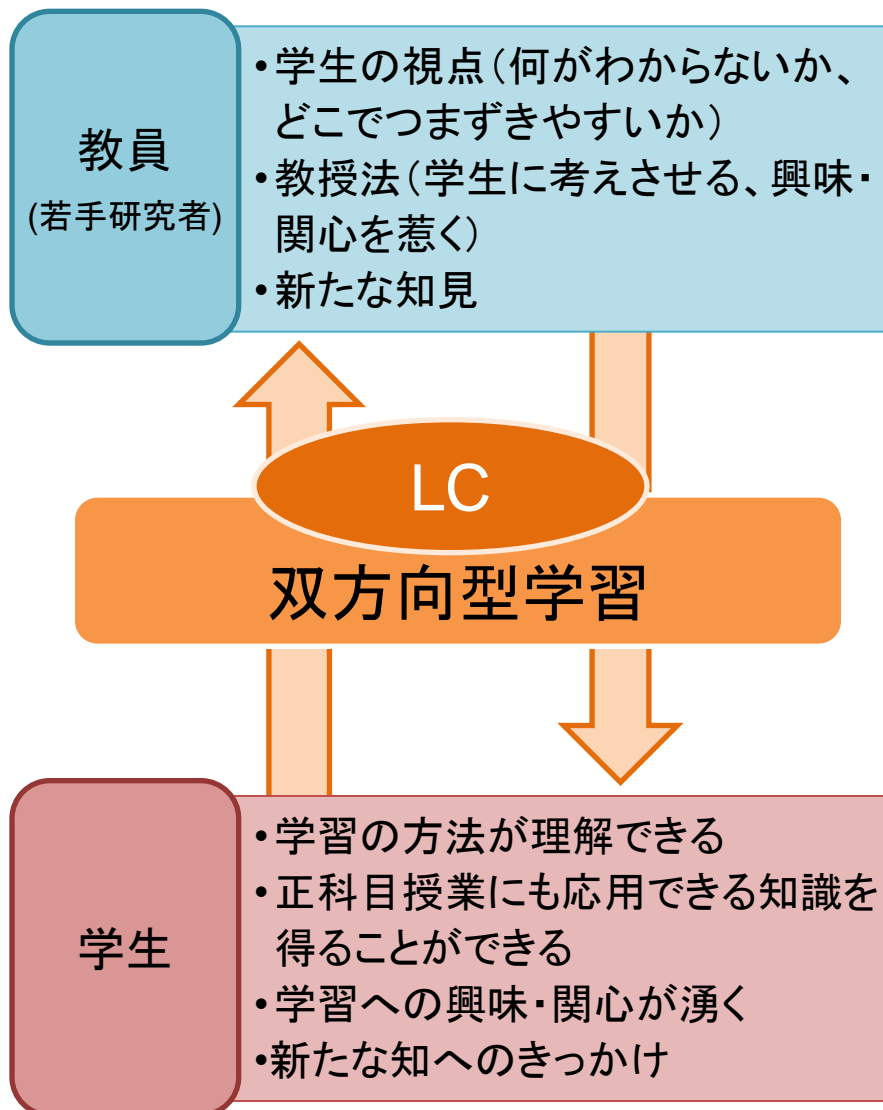 教員
(若手研究者)
•学生の視点(何がわからないか、
どこでつまずきやすいか)
•教授法(学生に考えさせる、興味・
関心を惹く)
•新たな知見
LC
双方向型学習
学生
•学習の方法が理解できる
•正科目授業にも応用できる知識を
得ることができる
•学習への興味・関心が湧く
•新たな知へのきっかけ